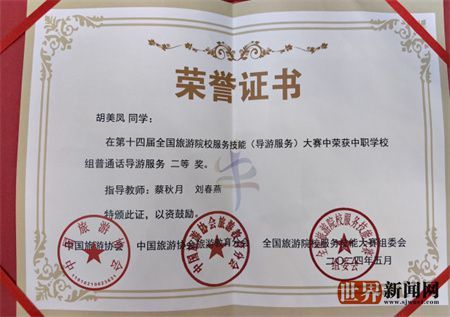 荣誉证书
胡美凤 同学：
在第十四届全国旅游院校服务技能（导游服务）大赛中荣获中职学校
组普通话导游服务 二等 奖。
指导教师：蔡秋月 刘春燕
特颁此证，以资鼓励。
中国旅游协会 中国旅游协会旅游教育分会 全国旅游院校服务技能大赛组委会
二〇二四年五月
世界新闻网
www.sjwxw.cn